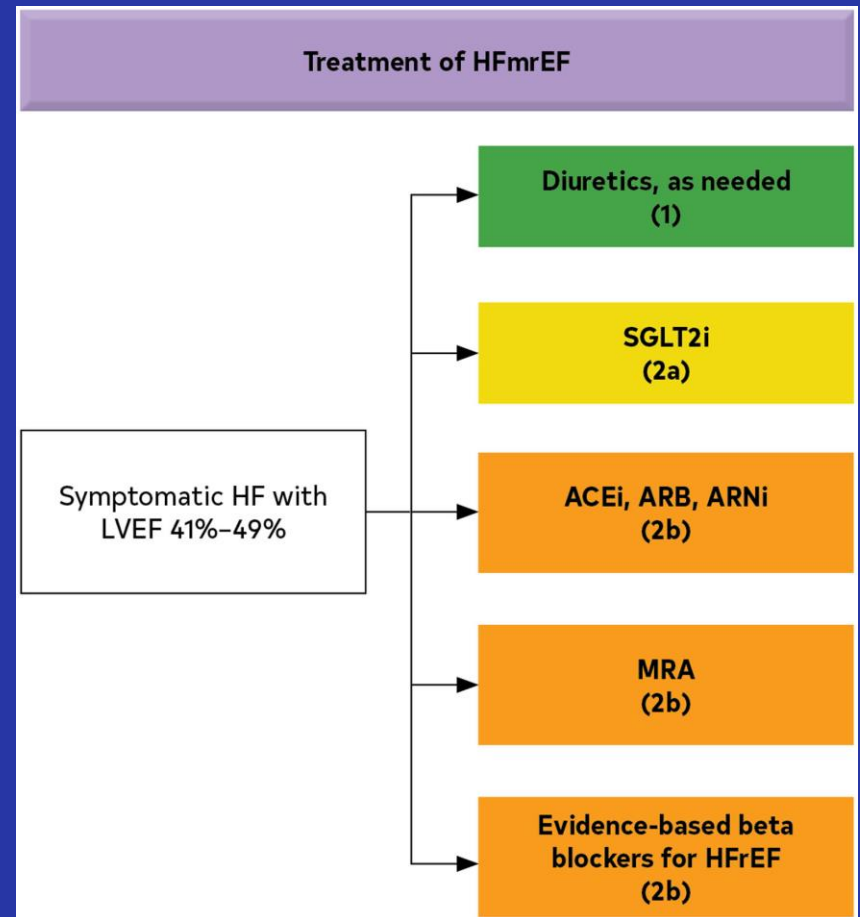 Treatment of HFmrEF
Diuretics, as needed
(1)
SGLT2i
(2a)
Symptomatic HF with
LVEF 41%–49%
ACEi, ARB, ARNi
(2b)
MRA
(2b)
Evidence-based beta
blockers for HFrEF
(2b)